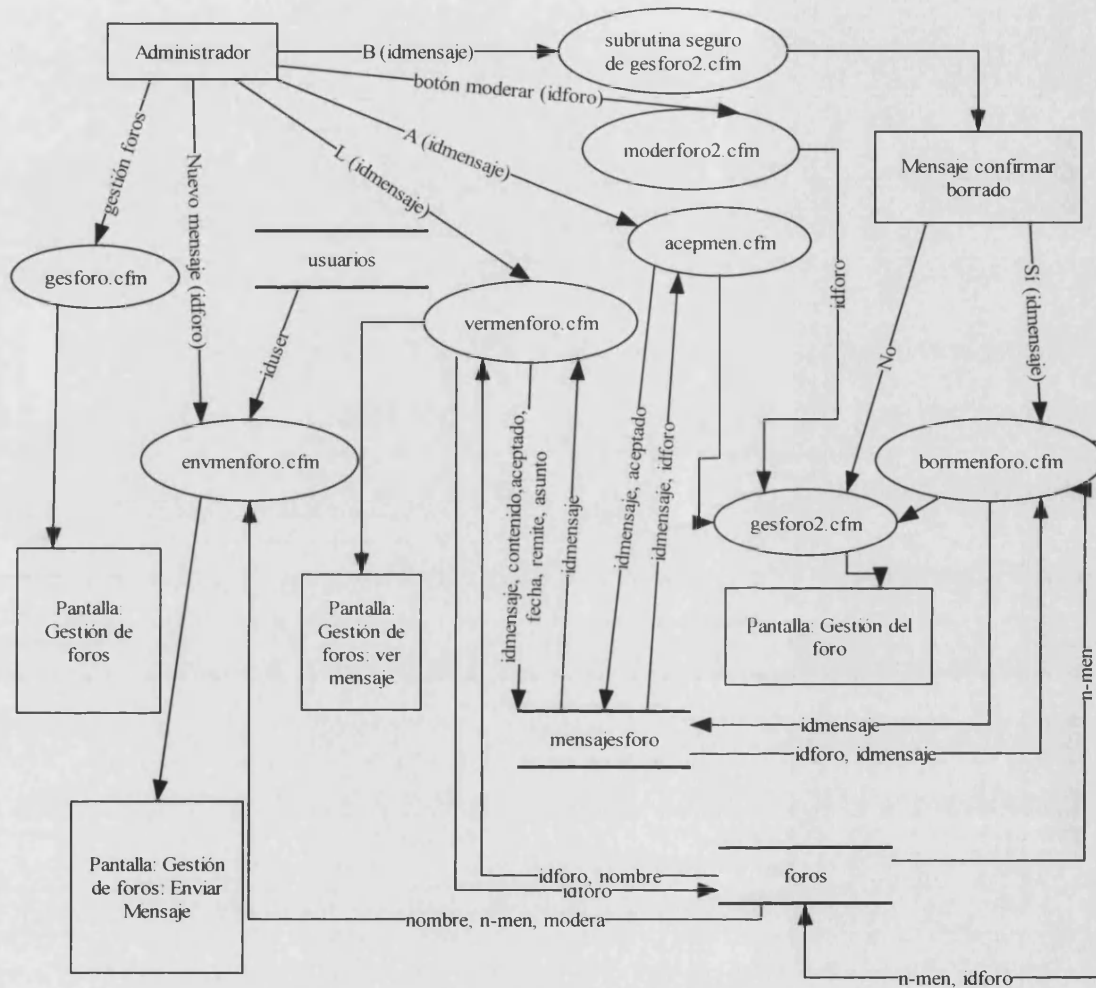 Administrador
B (idmensaje)
subrutina seguro
de gesforo2.cfm
botón moderar (idforo)
moderforo2.cfm
Mensaje confirmar
borrado
A (idmensaje)
L (idmensaje)
gestión foros
Nuevo mensaje (idforo)
usuarios
acepmen.cfm
gesforo.cfm
vermenforo.cfm
idforo
Sí (idmensaje)
No
iduser
envmenforo.cfm
borrmenforo.cfm
idmensaje, contenido,aceptado,
fecha, remite, asunto
idmensaje
idmensaje, aceptado
idmensaje, idforo
gesforo2.cfm
Pantalla:
Gestión de
foros
Pantalla:
Gestión de
foros: ver
mensaje
Pantalla: Gestión del
foro
n-men
mensajesforo
idmensaje
idforo, idmensaje
Pantalla: Gestión
de foros: Enviar
Mensaje
idforo, nombre
idforo
foros
nombre, n-men, modera
n-men, idforo